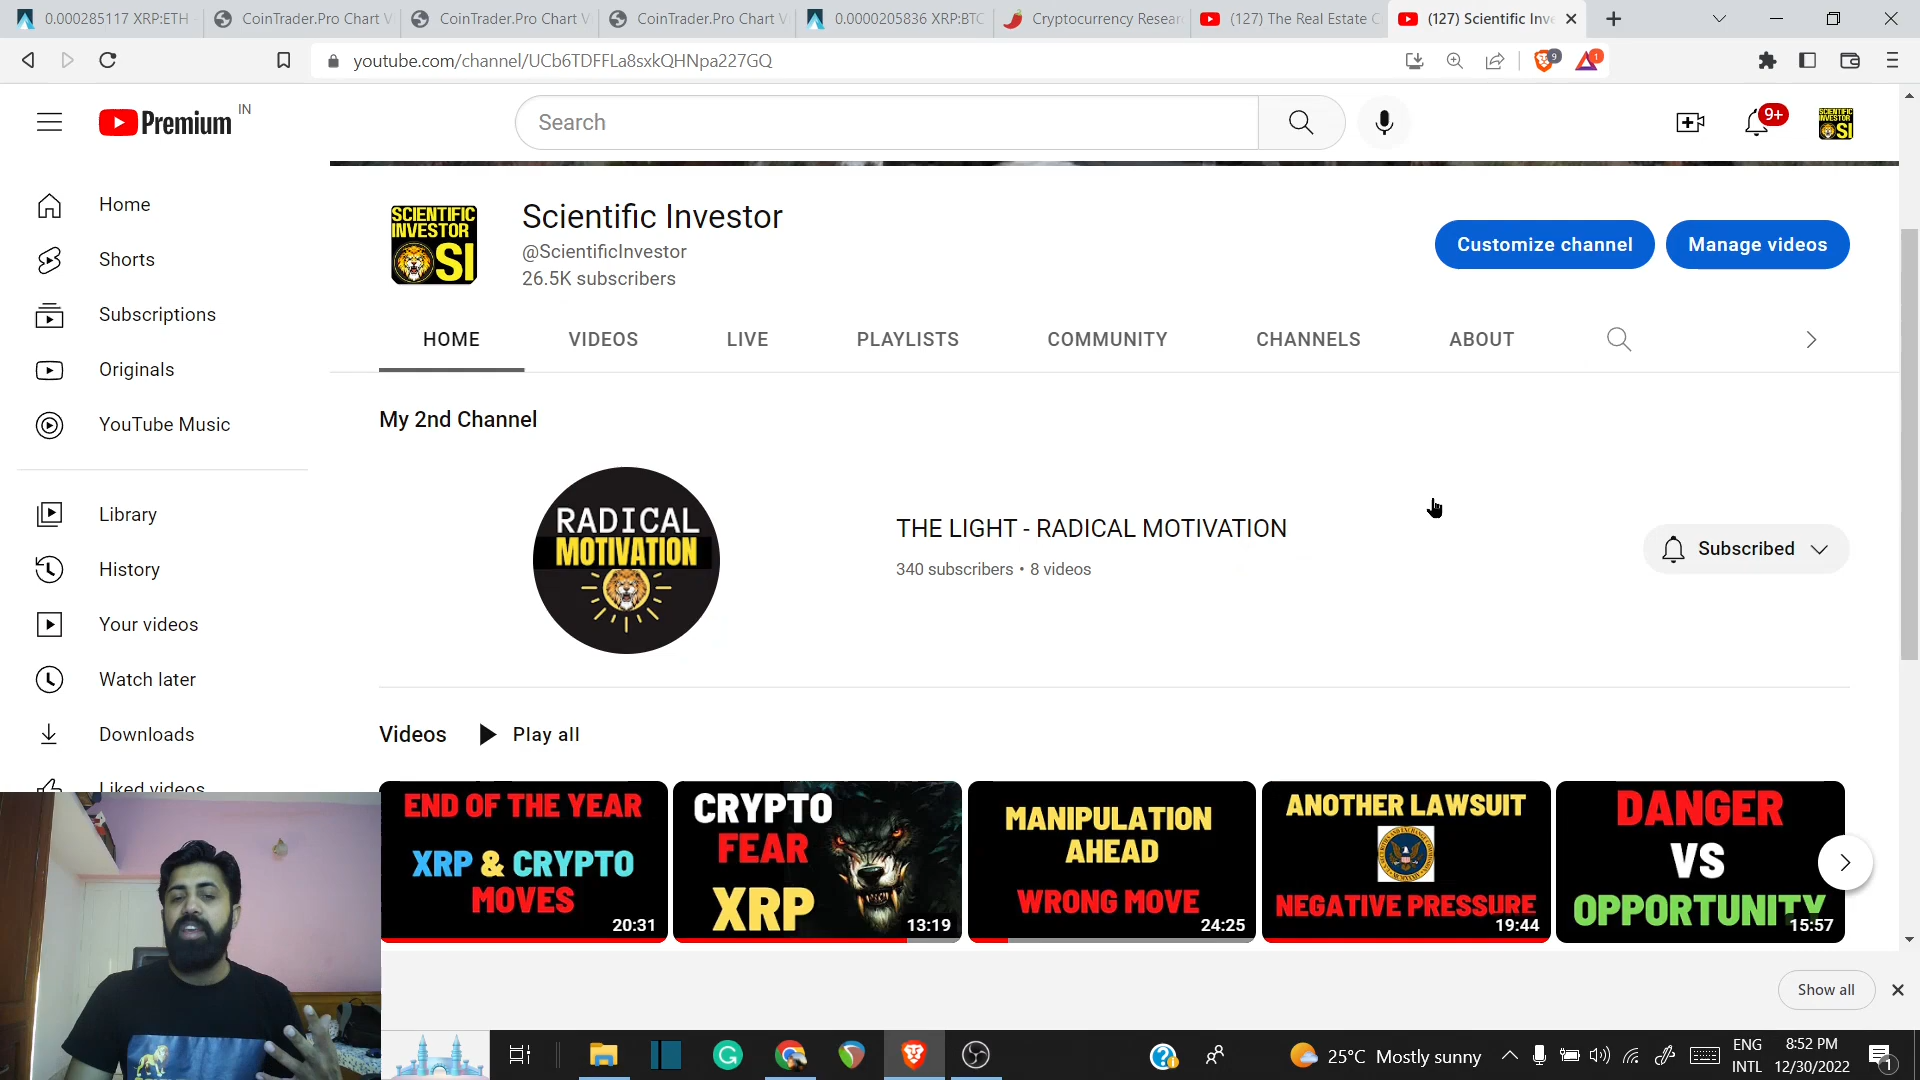 0.000285117 XRP:ETH
CoinTrader.Pro Chart V
CoinTrader.Pro Chart V
CoinTrader.Pro Chart V
0.0000205836 XRP:BTC
Cryptocurrency Resear
(127) The Real Estate C
(127) Scientific Inve
youtube.com/channel/UCb6TDFFLa8sxkQHNpa227GQ
9
1
Premium IN
Search
9+
SCIENTIFIC
INVESTOR
SI
Home
Shorts
Subscriptions
Originals
YouTube Music
Library
History
Your videos
Watch later
Downloads
Liked videos
SCIENTIFIC
INVESTOR
SI
Scientific Investor
@ScientificInvestor
26.5K subscribers
Customize channel
Manage videos
HOME
VIDEOS
LIVE
PLAYLISTS
COMMUNITY
CHANNELS
ABOUT
My 2nd Channel
RADICAL
MOTIVATION
THE LIGHT - RADICAL MOTIVATION
340 subscribers • 8 videos
Subscribed
Videos
Play all
END OF THE YEAR
XRP & CRYPTO
MOVES
20:31
CRYPTO
FEAR
XRP
13:19
MANIPULATION
AHEAD
WRONG MOVE
24:25
ANOTHER LAWSUIT
NEGATIVE PRESSURE
19:44
DANGER
VS
OPPORTUNITY
15:57
Show all
25°C Mostly sunny
ENG
INTL
8:52 PM
12/30/2022
1